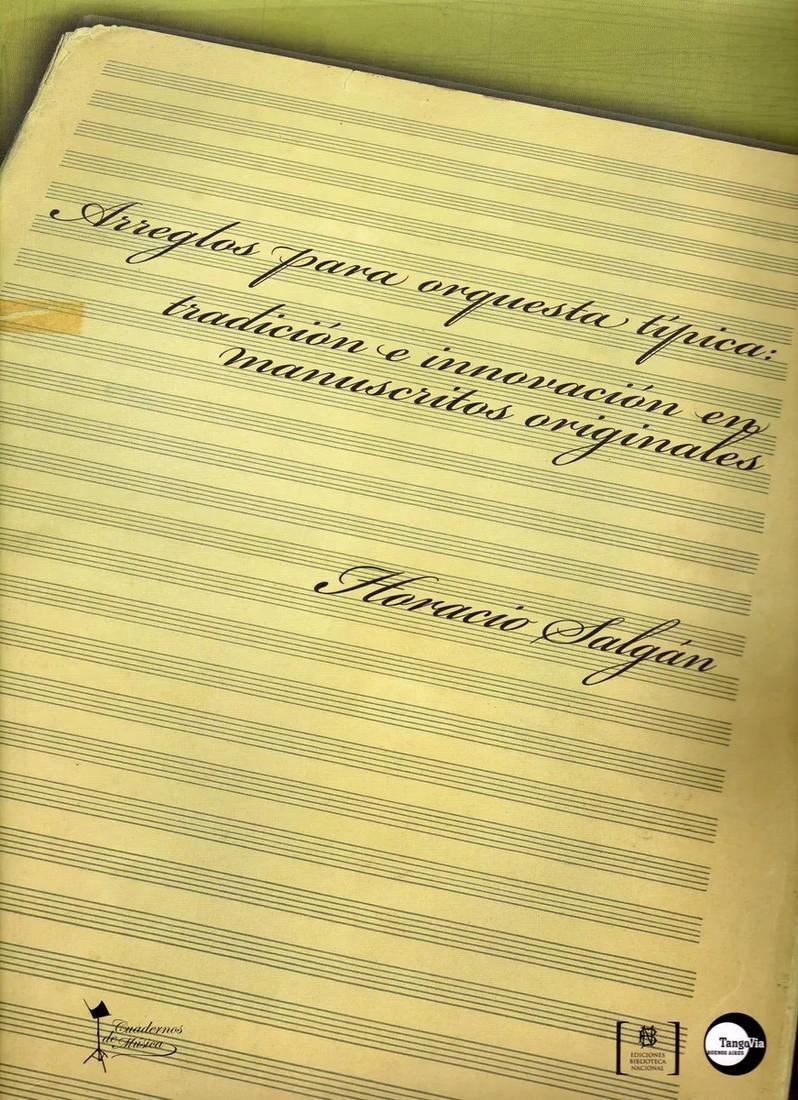 Arreglos para orquesta típica:
tradición e innovación en
manuscritos originales
Horacio Salgán
Cuadernos
de Música
EDICIONES
BIBLIOTECA
NACIONAL
TangoVia
BUENOS AIRES